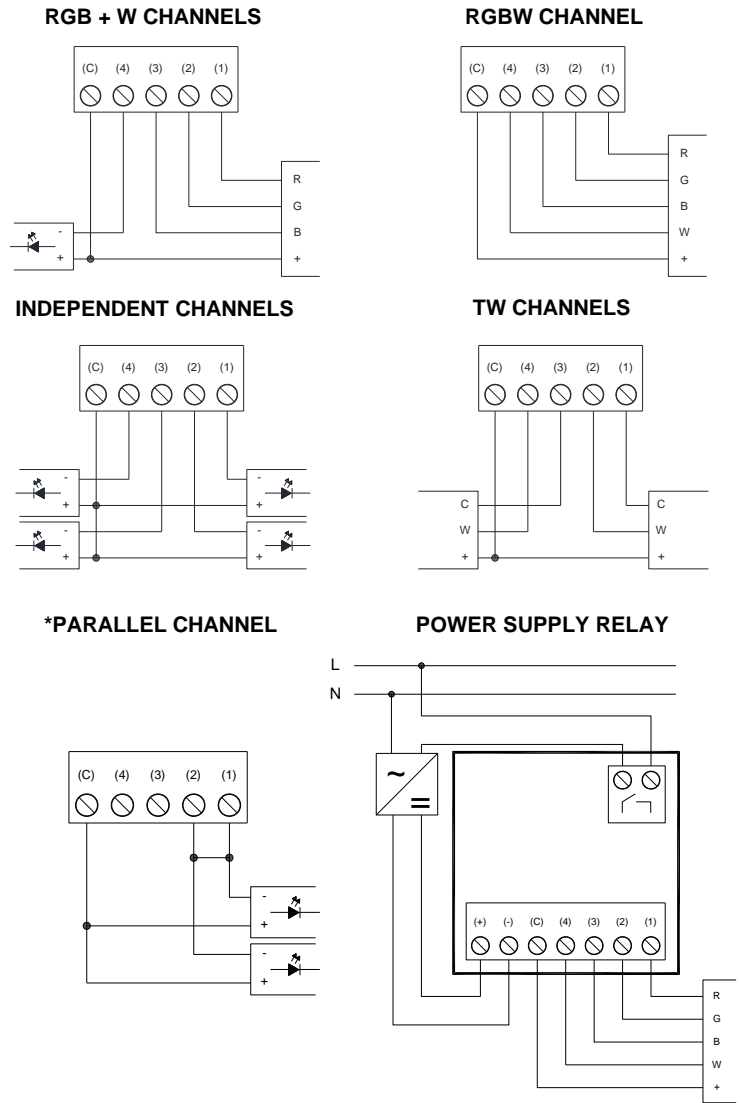 RGB + W CHANNELS
(C) (4) (3) (2) (1)
R
G
B
+
-
+
RGBW CHANNEL
(C) (4) (3) (2) (1)
R
G
B
W
+
INDEPENDENT CHANNELS
(C) (4) (3) (2) (1)
- -
+ +
- -
+ +
TW CHANNELS
(C) (4) (3) (2) (1)
C C
W W
+ +
*PARALLEL CHANNEL
(C) (4) (3) (2) (1)
-
+
-
+
POWER SUPPLY RELAY
L
N
~
=
(+) (-) (C) (4) (3) (2) (1)
R
G
B
W
+